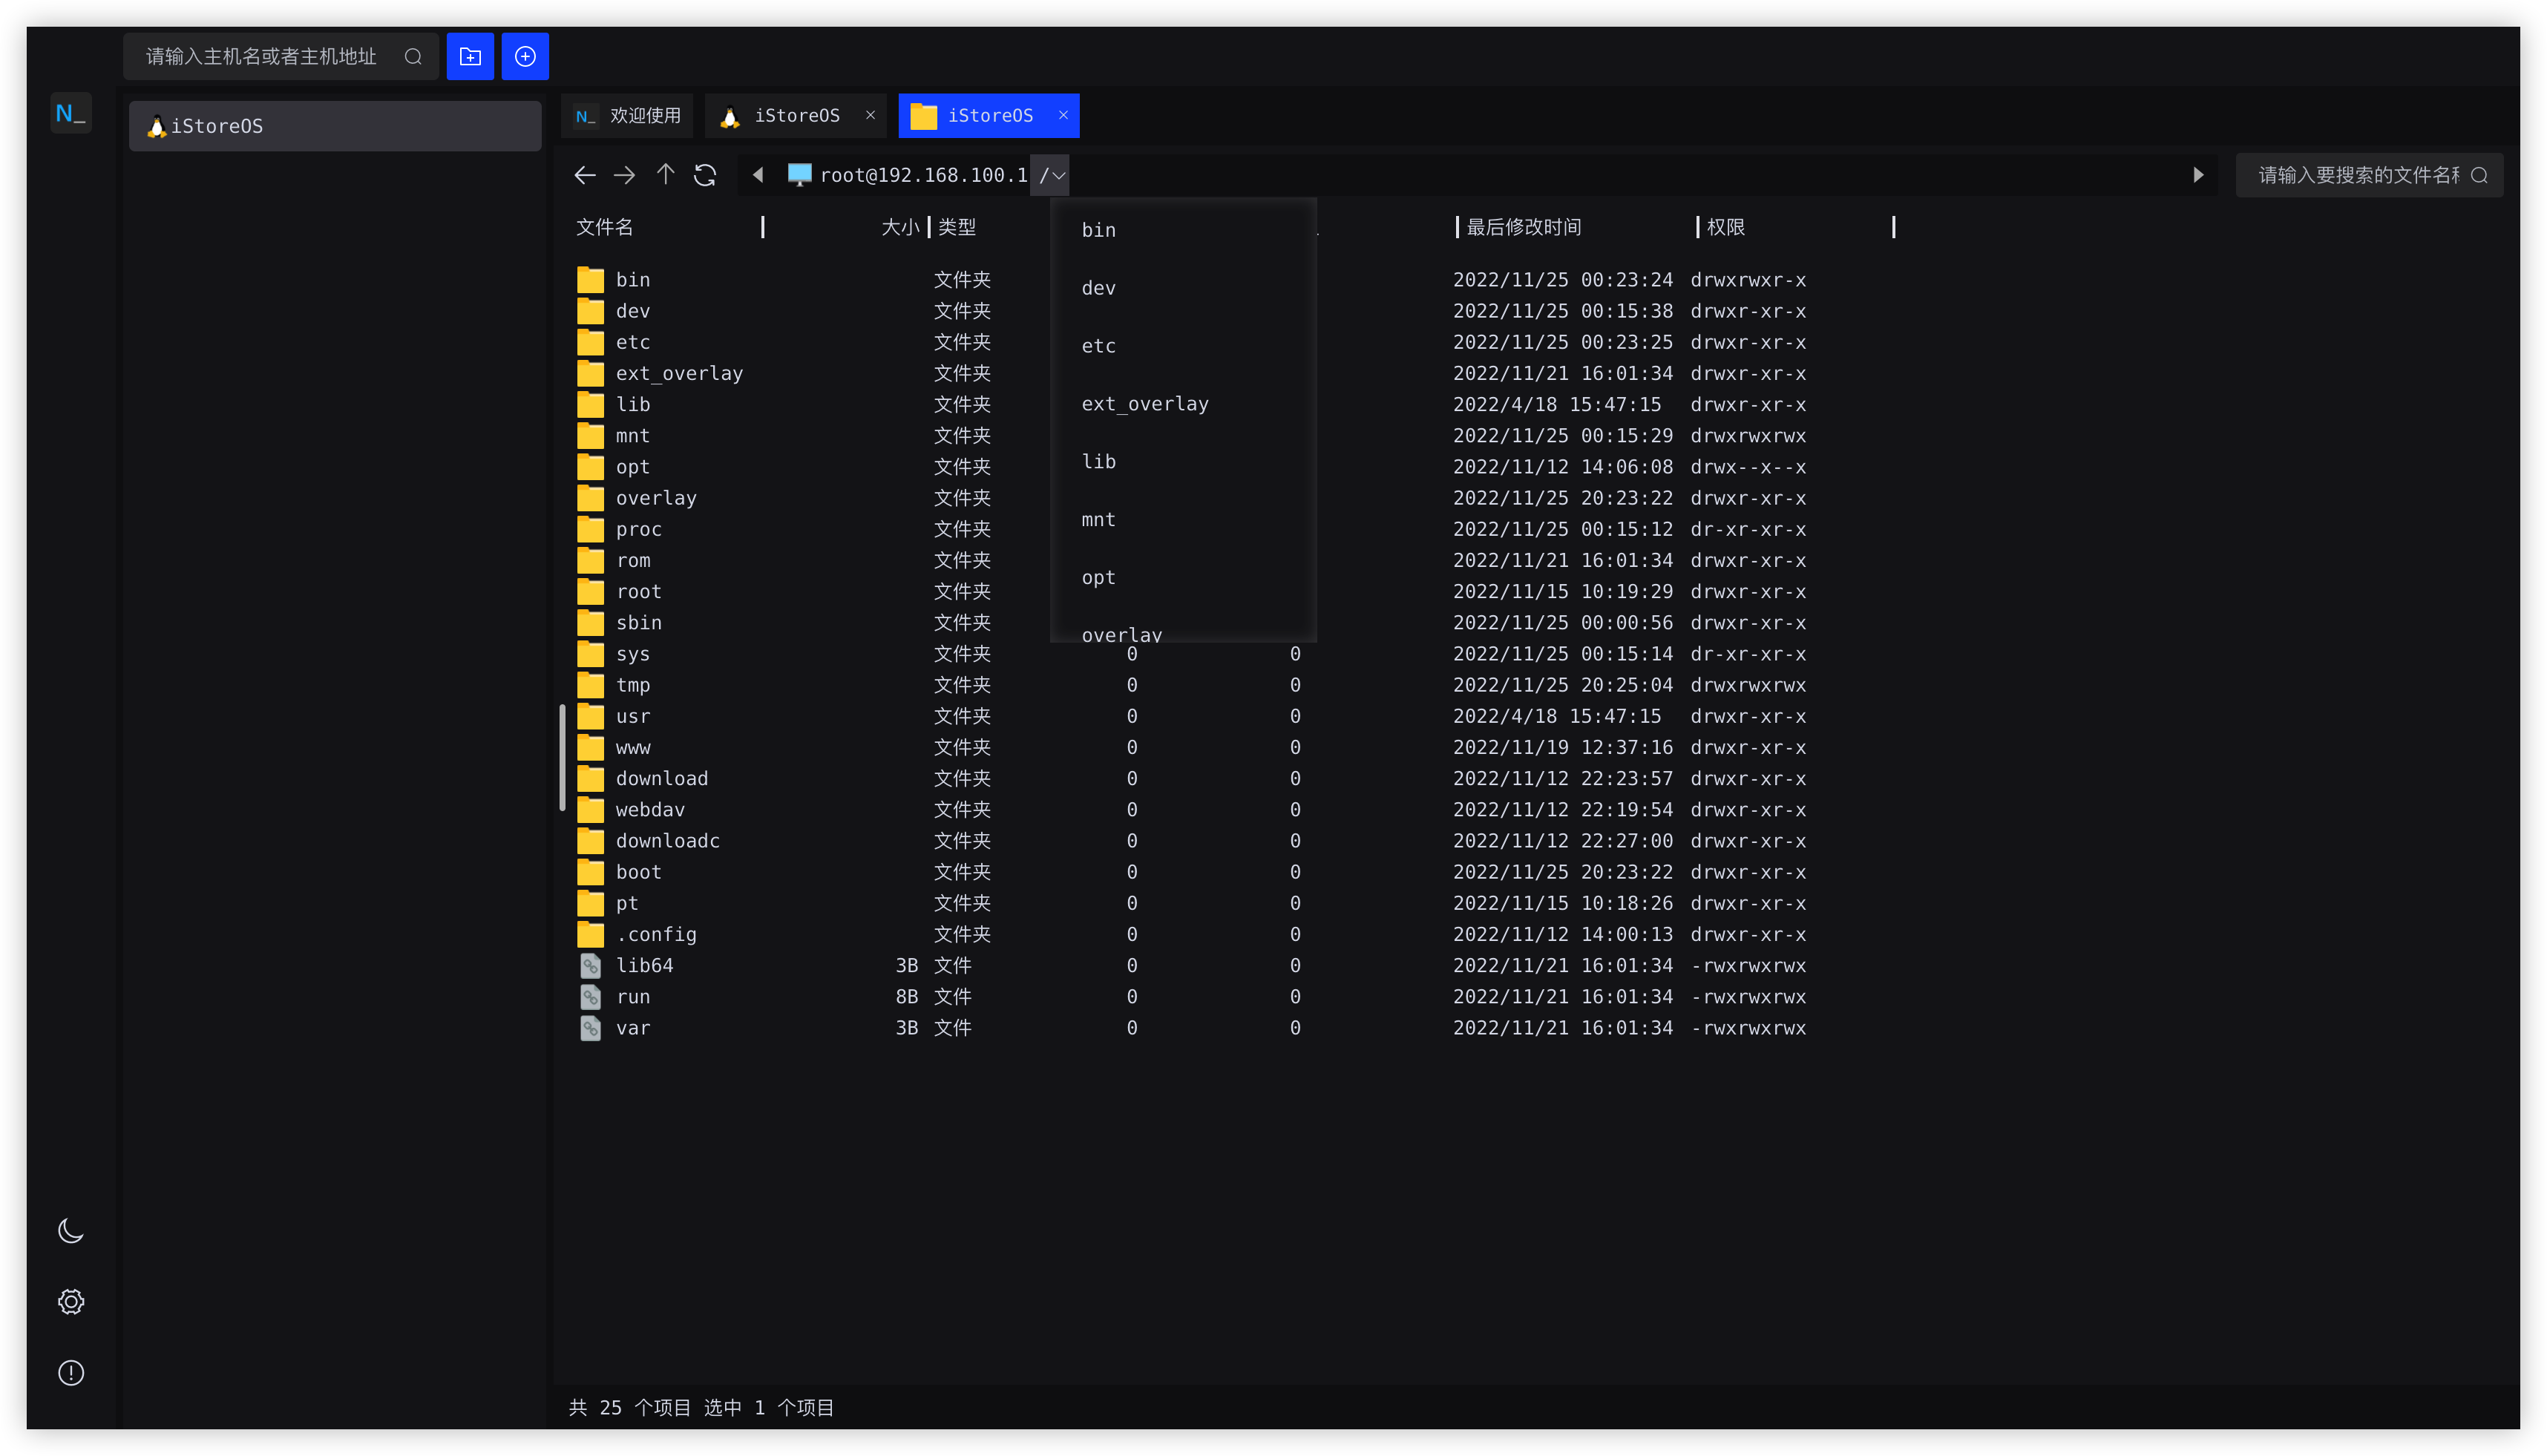 请输入主机名或者主机地址
N_
iStoreOS
N_ 欢迎使用 iStoreOS × iStoreOS ×
root@192.168.100.1 / 请输入要搜索的文件名
文件名 大小 类型 最后修改时间 权限
bin
dev
etc
ext_overlay
lib
mnt
opt
overlay
bin 文件夹 2022/11/25 00:23:24 drwxrwxr-x
dev 文件夹 2022/11/25 00:15:38 drwxr-xr-x
etc 文件夹 2022/11/25 00:23:25 drwxr-xr-x
ext_overlay 文件夹 2022/11/21 16:01:34 drwxr-xr-x
lib 文件夹 2022/4/18 15:47:15 drwxr-xr-x
mnt 文件夹 2022/11/25 00:15:29 drwxrwxrwx
opt 文件夹 2022/11/12 14:06:08 drwx--x--x
overlay 文件夹 2022/11/25 20:23:22 drwxr-xr-x
proc 文件夹 2022/11/25 00:15:12 dr-xr-xr-x
rom 文件夹 2022/11/21 16:01:34 drwxr-xr-x
root 文件夹 2022/11/15 10:19:29 drwxr-xr-x
sbin 文件夹 2022/11/25 00:00:56 drwxr-xr-x
sys 文件夹 0 0 2022/11/25 00:15:14 dr-xr-xr-x
tmp 文件夹 0 0 2022/11/25 20:25:04 drwxrwxrwx
usr 文件夹 0 0 2022/4/18 15:47:15 drwxr-xr-x
www 文件夹 0 0 2022/11/19 12:37:16 drwxr-xr-x
download 文件夹 0 0 2022/11/12 22:23:57 drwxr-xr-x
webdav 文件夹 0 0 2022/11/12 22:19:54 drwxr-xr-x
downloadc 文件夹 0 0 2022/11/12 22:27:00 drwxr-xr-x
boot 文件夹 0 0 2022/11/25 20:23:22 drwxr-xr-x
pt 文件夹 0 0 2022/11/15 10:18:26 drwxr-xr-x
.config 文件夹 0 0 2022/11/12 14:00:13 drwxr-xr-x
lib64 3B 文件 0 0 2022/11/21 16:01:34 -rwxrwxrwx
run 8B 文件 0 0 2022/11/21 16:01:34 -rwxrwxrwx
var 3B 文件 0 0 2022/11/21 16:01:34 -rwxrwxrwx
共 25 个项目 选中 1 个项目